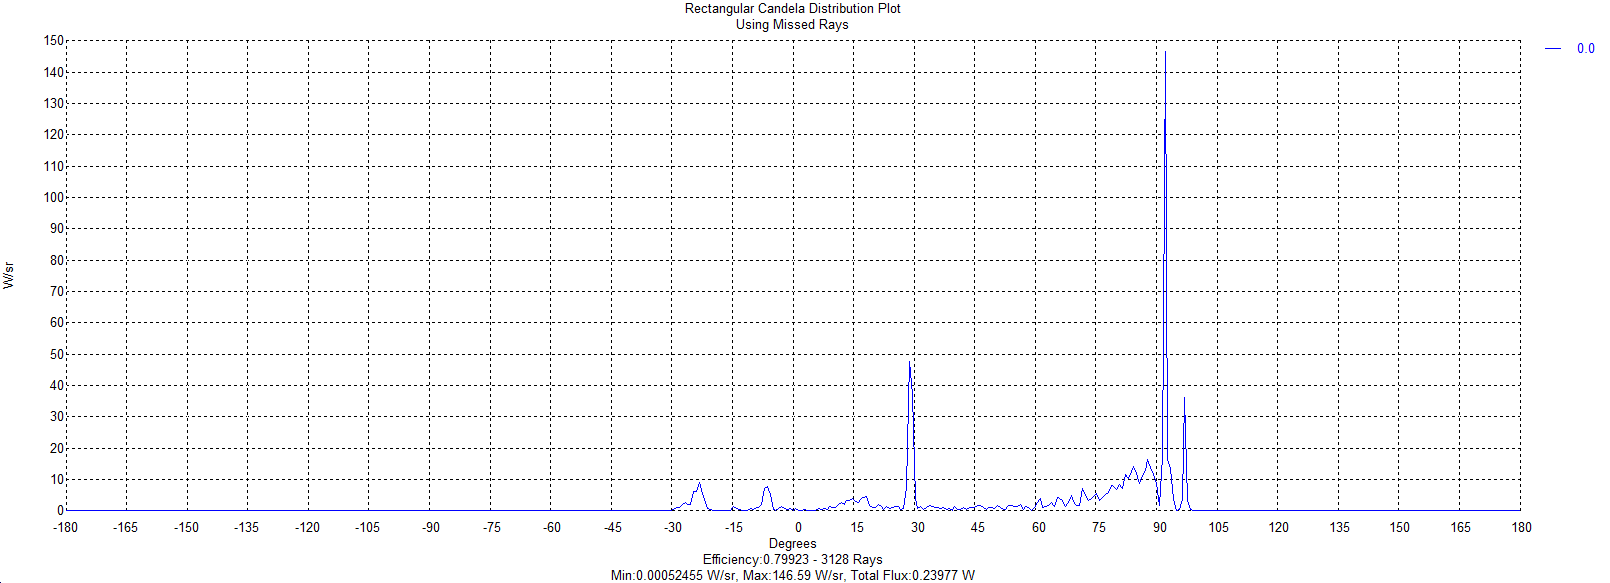 Rectangular Candela Distribution Plot
Using Missed Rays
0.0
150
140
130
120
110
100
90
80
70
60
50
40
30
20
10
0
W/sr
-180 -165 -150 -135 -120 -105 -90 -75 -60 -45 -30 -15 0 15 30 45 60 75 90 105 120 135 150 165 180
Degrees
Efficiency:0.79923 - 3128 Rays
Min:0.00052455 W/sr, Max:146.59 W/sr, Total Flux:0.23977 W